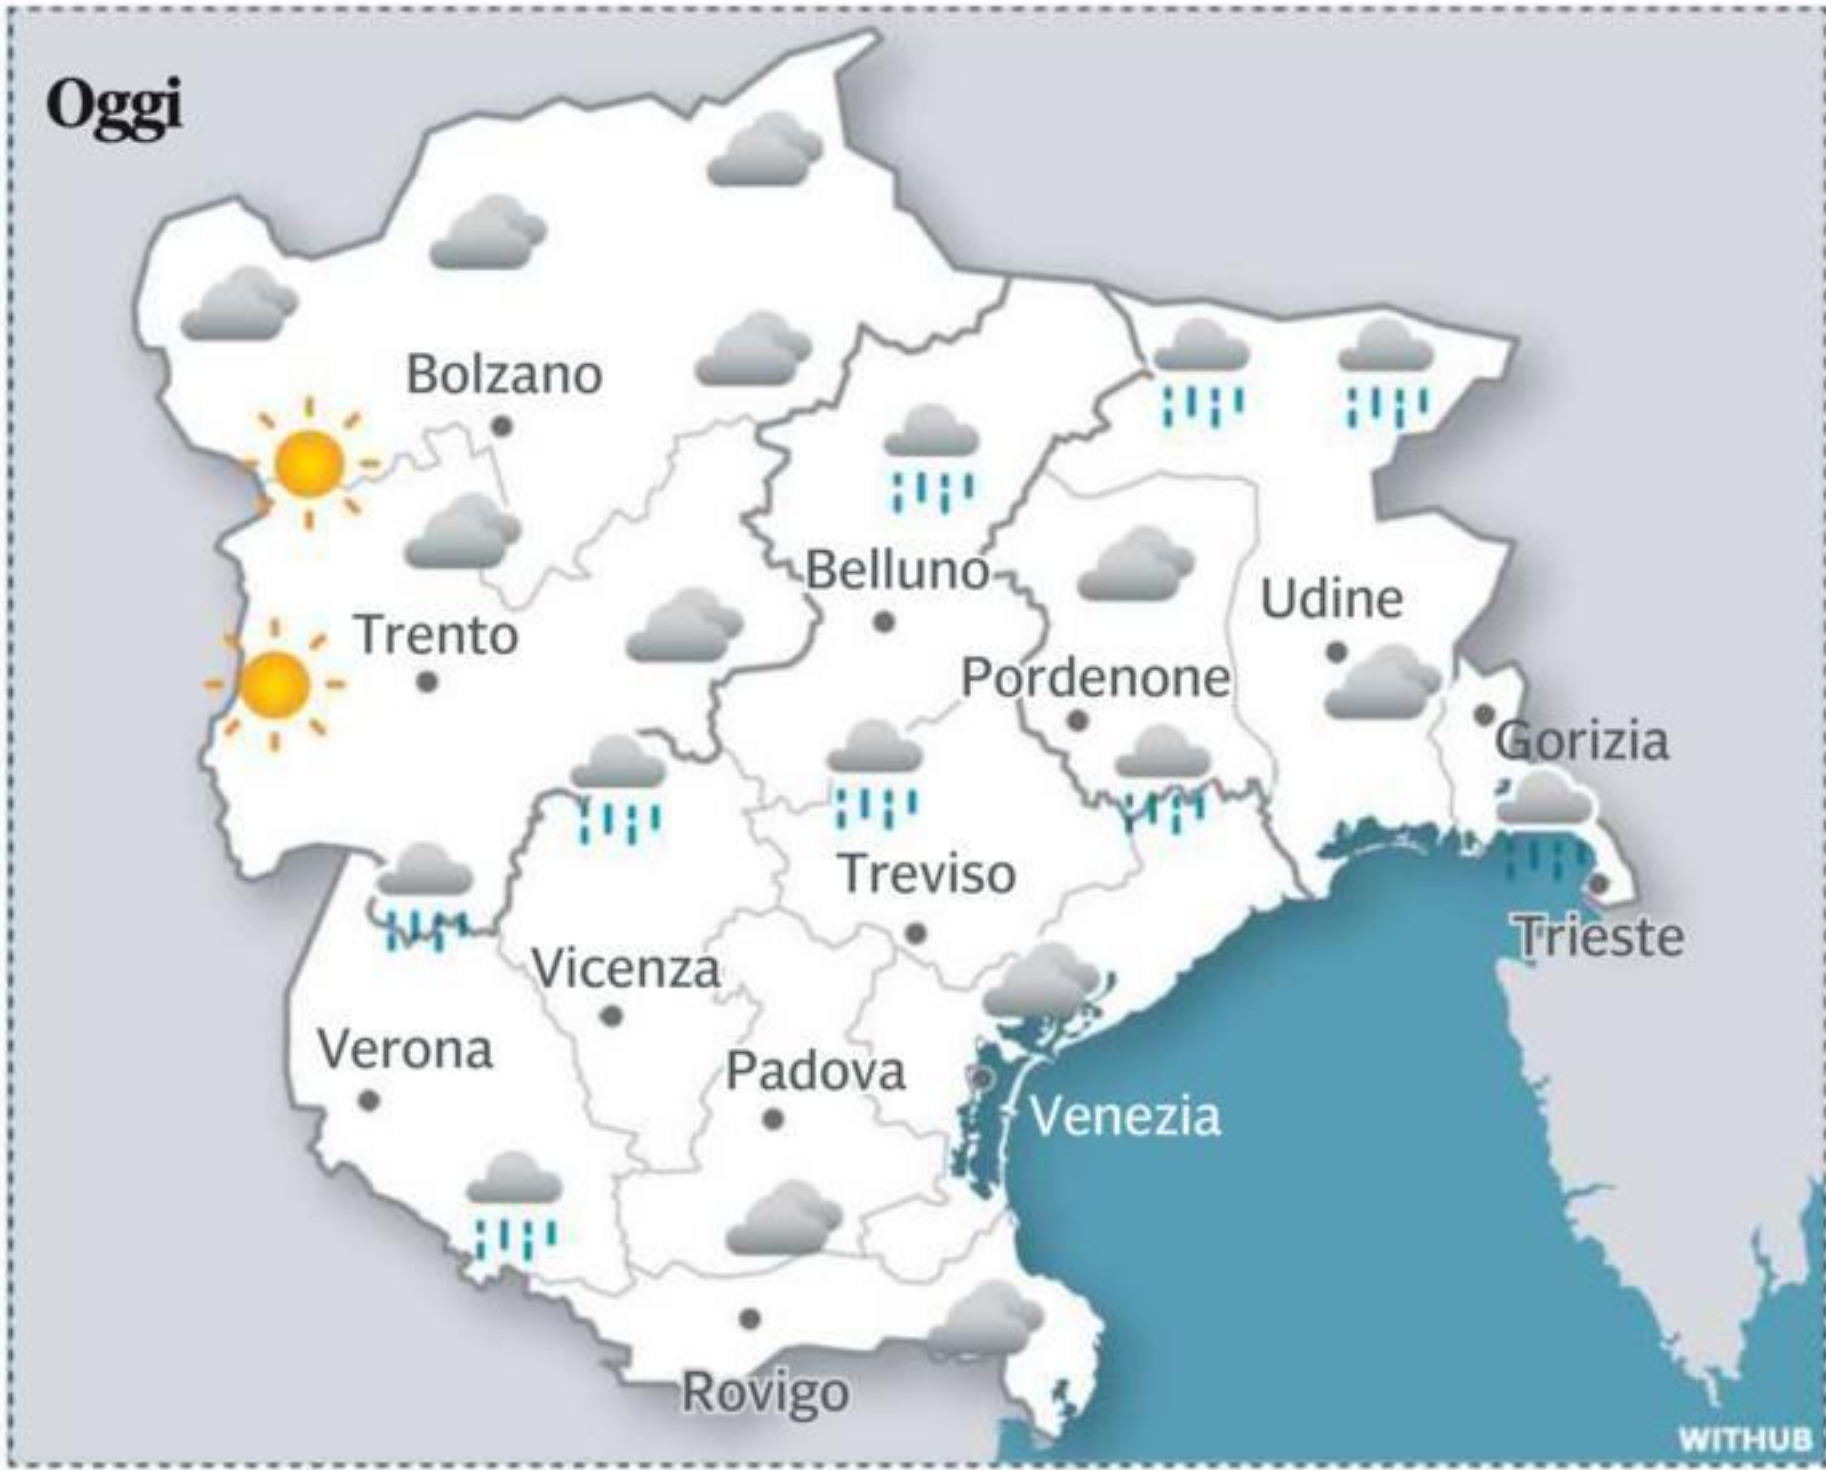 Oggi
Bolzano
Belluno
Udine
Trento
Pordenone
Gorizia
Treviso
Trieste
Vicenza
Verona
Padova
Venezia
Rovigo
WITHUB